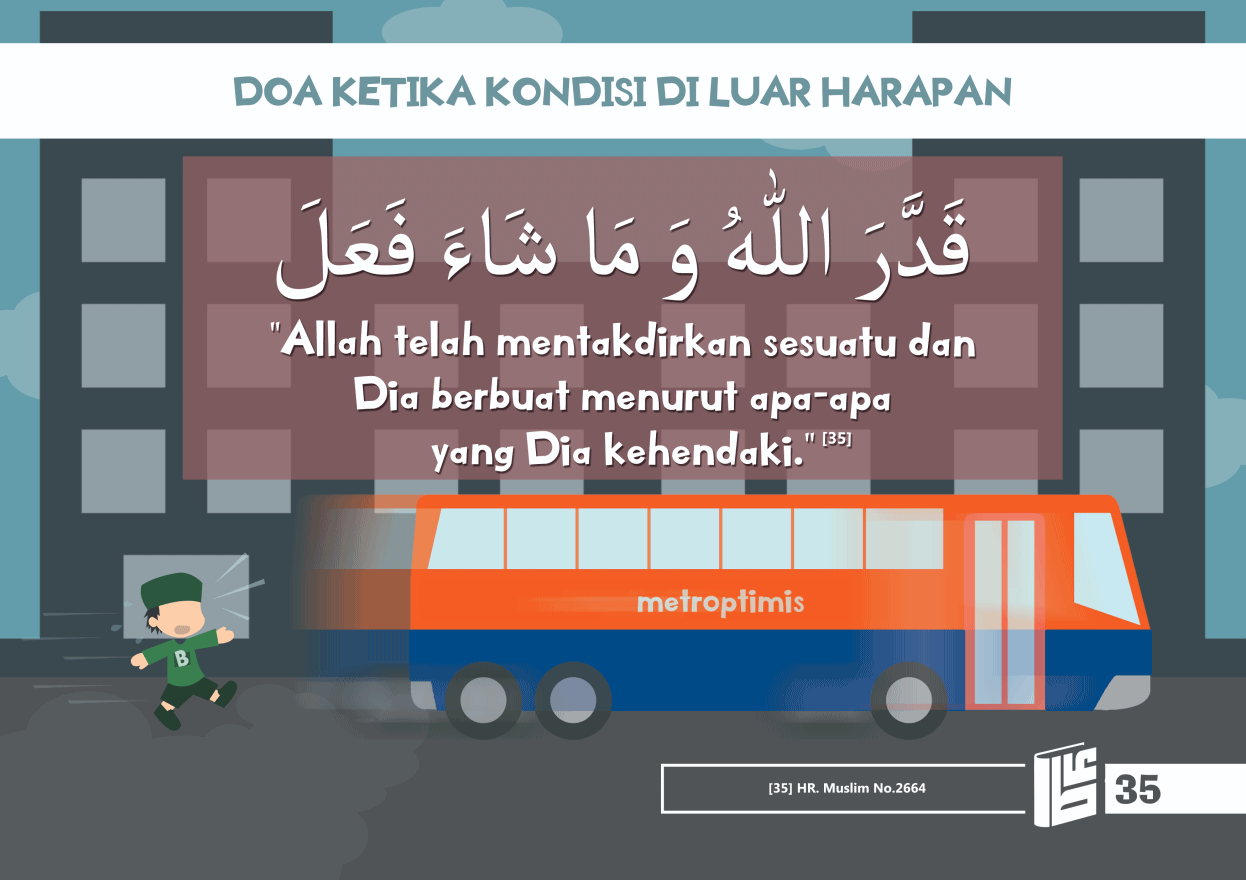 DOA KETIKA KONDISI DI LUAR HARAPAN
قَدَّرَ اللّٰهُ وَ مَا شَاءَ فَعَلَ
"Allah telah mentakdirkan sesuatu dan
Dia berbuat menurut apa-apa
yang Dia kehendaki." [35]
metroptimis
B
[35] HR. Muslim No.2664
35